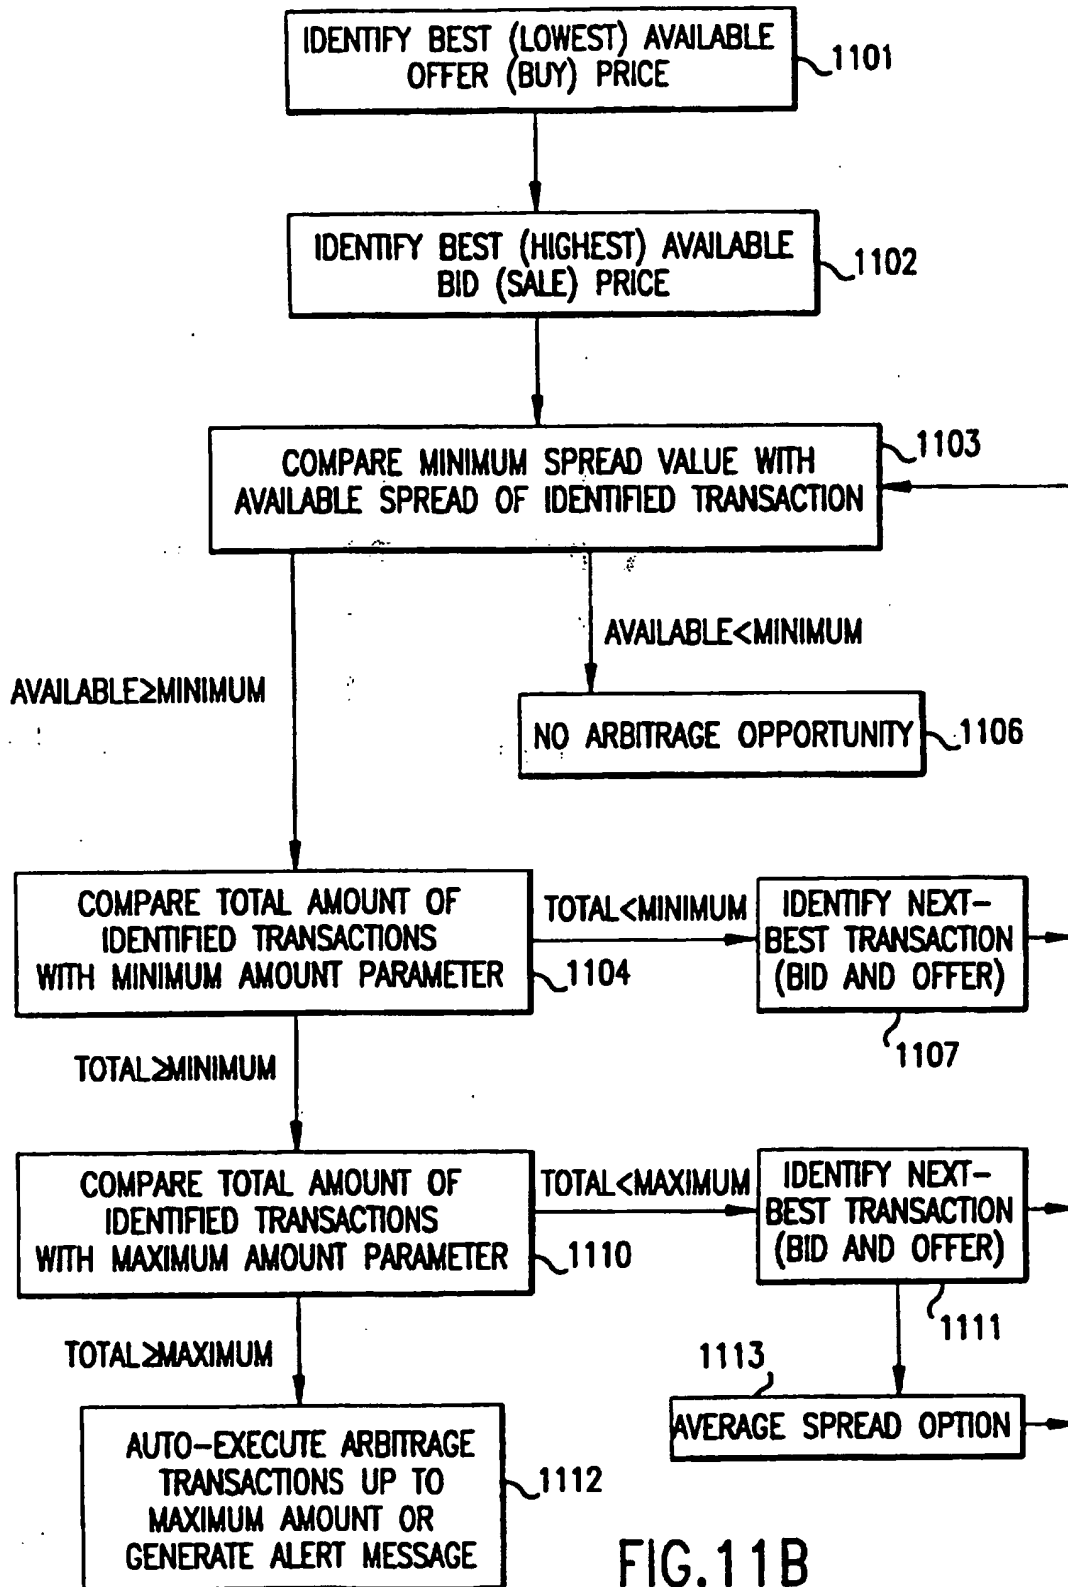 IDENTIFY BEST (LOWEST) AVAILABLE
OFFER (BUY) PRICE
1101
IDENTIFY BEST (HIGHEST) AVAILABLE
BID (SALE) PRICE
1102
COMPARE MINIMUM SPREAD VALUE WITH
AVAILABLE SPREAD OF IDENTIFIED TRANSACTION
1103
AVAILABLE<MINIMUM
AVAILABLE≥MINIMUM
NO ARBITRAGE OPPORTUNITY
1106
COMPARE TOTAL AMOUNT OF
IDENTIFIED TRANSACTIONS
WITH MINIMUM AMOUNT PARAMETER
1104
TOTAL<MINIMUM
IDENTIFY NEXT-
BEST TRANSACTION
(BID AND OFFER)
1107
TOTAL≥MINIMUM
COMPARE TOTAL AMOUNT OF
IDENTIFIED TRANSACTIONS
WITH MAXIMUM AMOUNT PARAMETER
1110
TOTAL<MAXIMUM
IDENTIFY NEXT-
BEST TRANSACTION
(BID AND OFFER)
1111
TOTAL≥MAXIMUM
1113
AVERAGE SPREAD OPTION
AUTO-EXECUTE ARBITRAGE
TRANSACTIONS UP TO
MAXIMUM AMOUNT OR
GENERATE ALERT MESSAGE
1112
FIG.11B